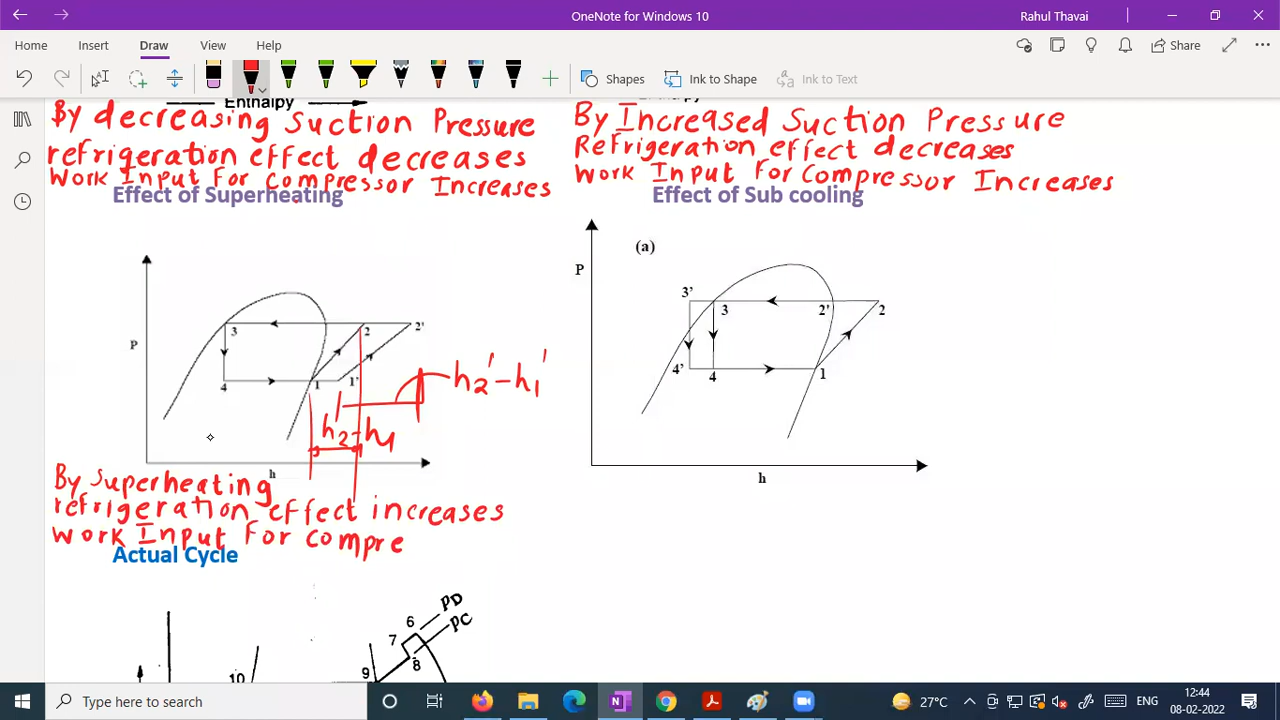 OneNote for Windows 10
Rahul Thavai
Home Insert Draw View Help
Share
Shapes Ink to Shape Ink to Text
Enthalpy
By decreasing Suction Pressure
refrigeration effect decreases
Work Input For Compressor Increases
Effect of Superheating
P
3
2
2'
4
1
1'
h2' - h1'
h2 - h1
h
By Superheating
refrigeration effect increases
Work Input For Compre
Actual Cycle
PD
6
PC
7
8
9
10
By Increased Suction Pressure
Refrigeration effect decreases
Work Input For Compressor Increases
Effect of Sub cooling
(a)
P
3'
3
2'
2
4'
4
1
h
Type here to search
27°C
ENG
12:44
08-02-2022